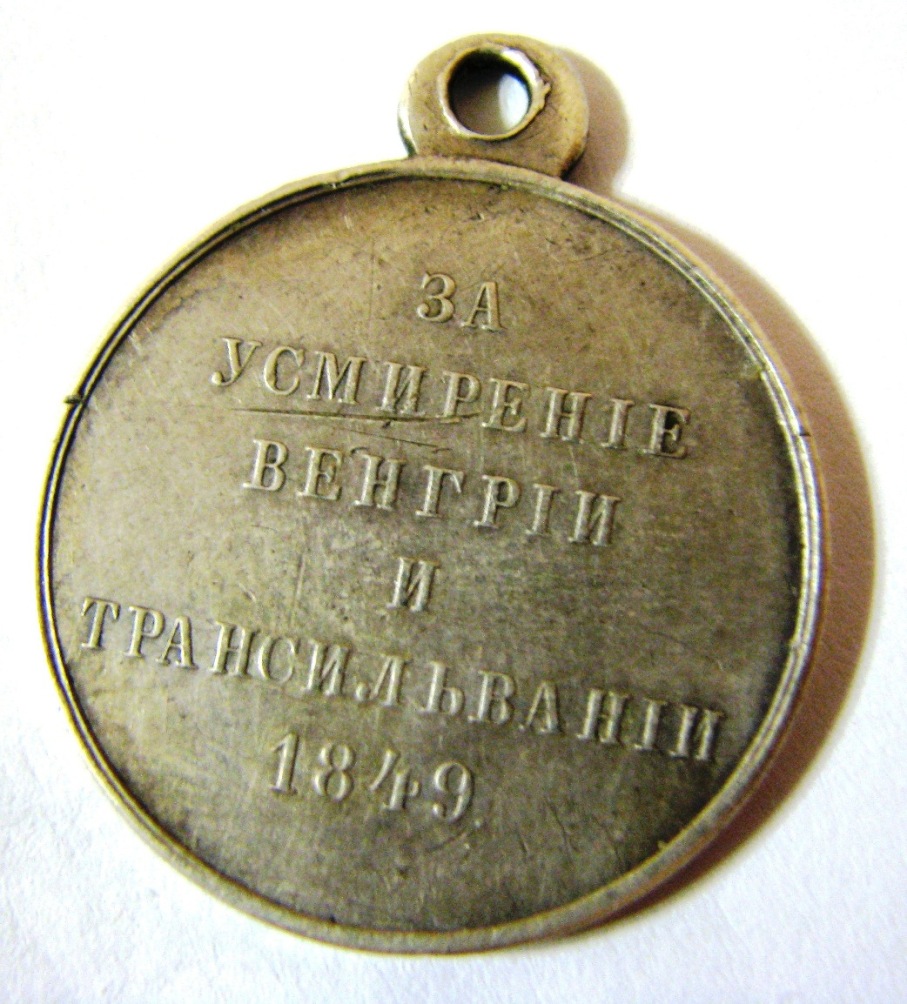 ЗА
УСМИРЕНІЕ
ВЕНГРІИ
И
ТРАНСИЛЬВАНІИ
1849